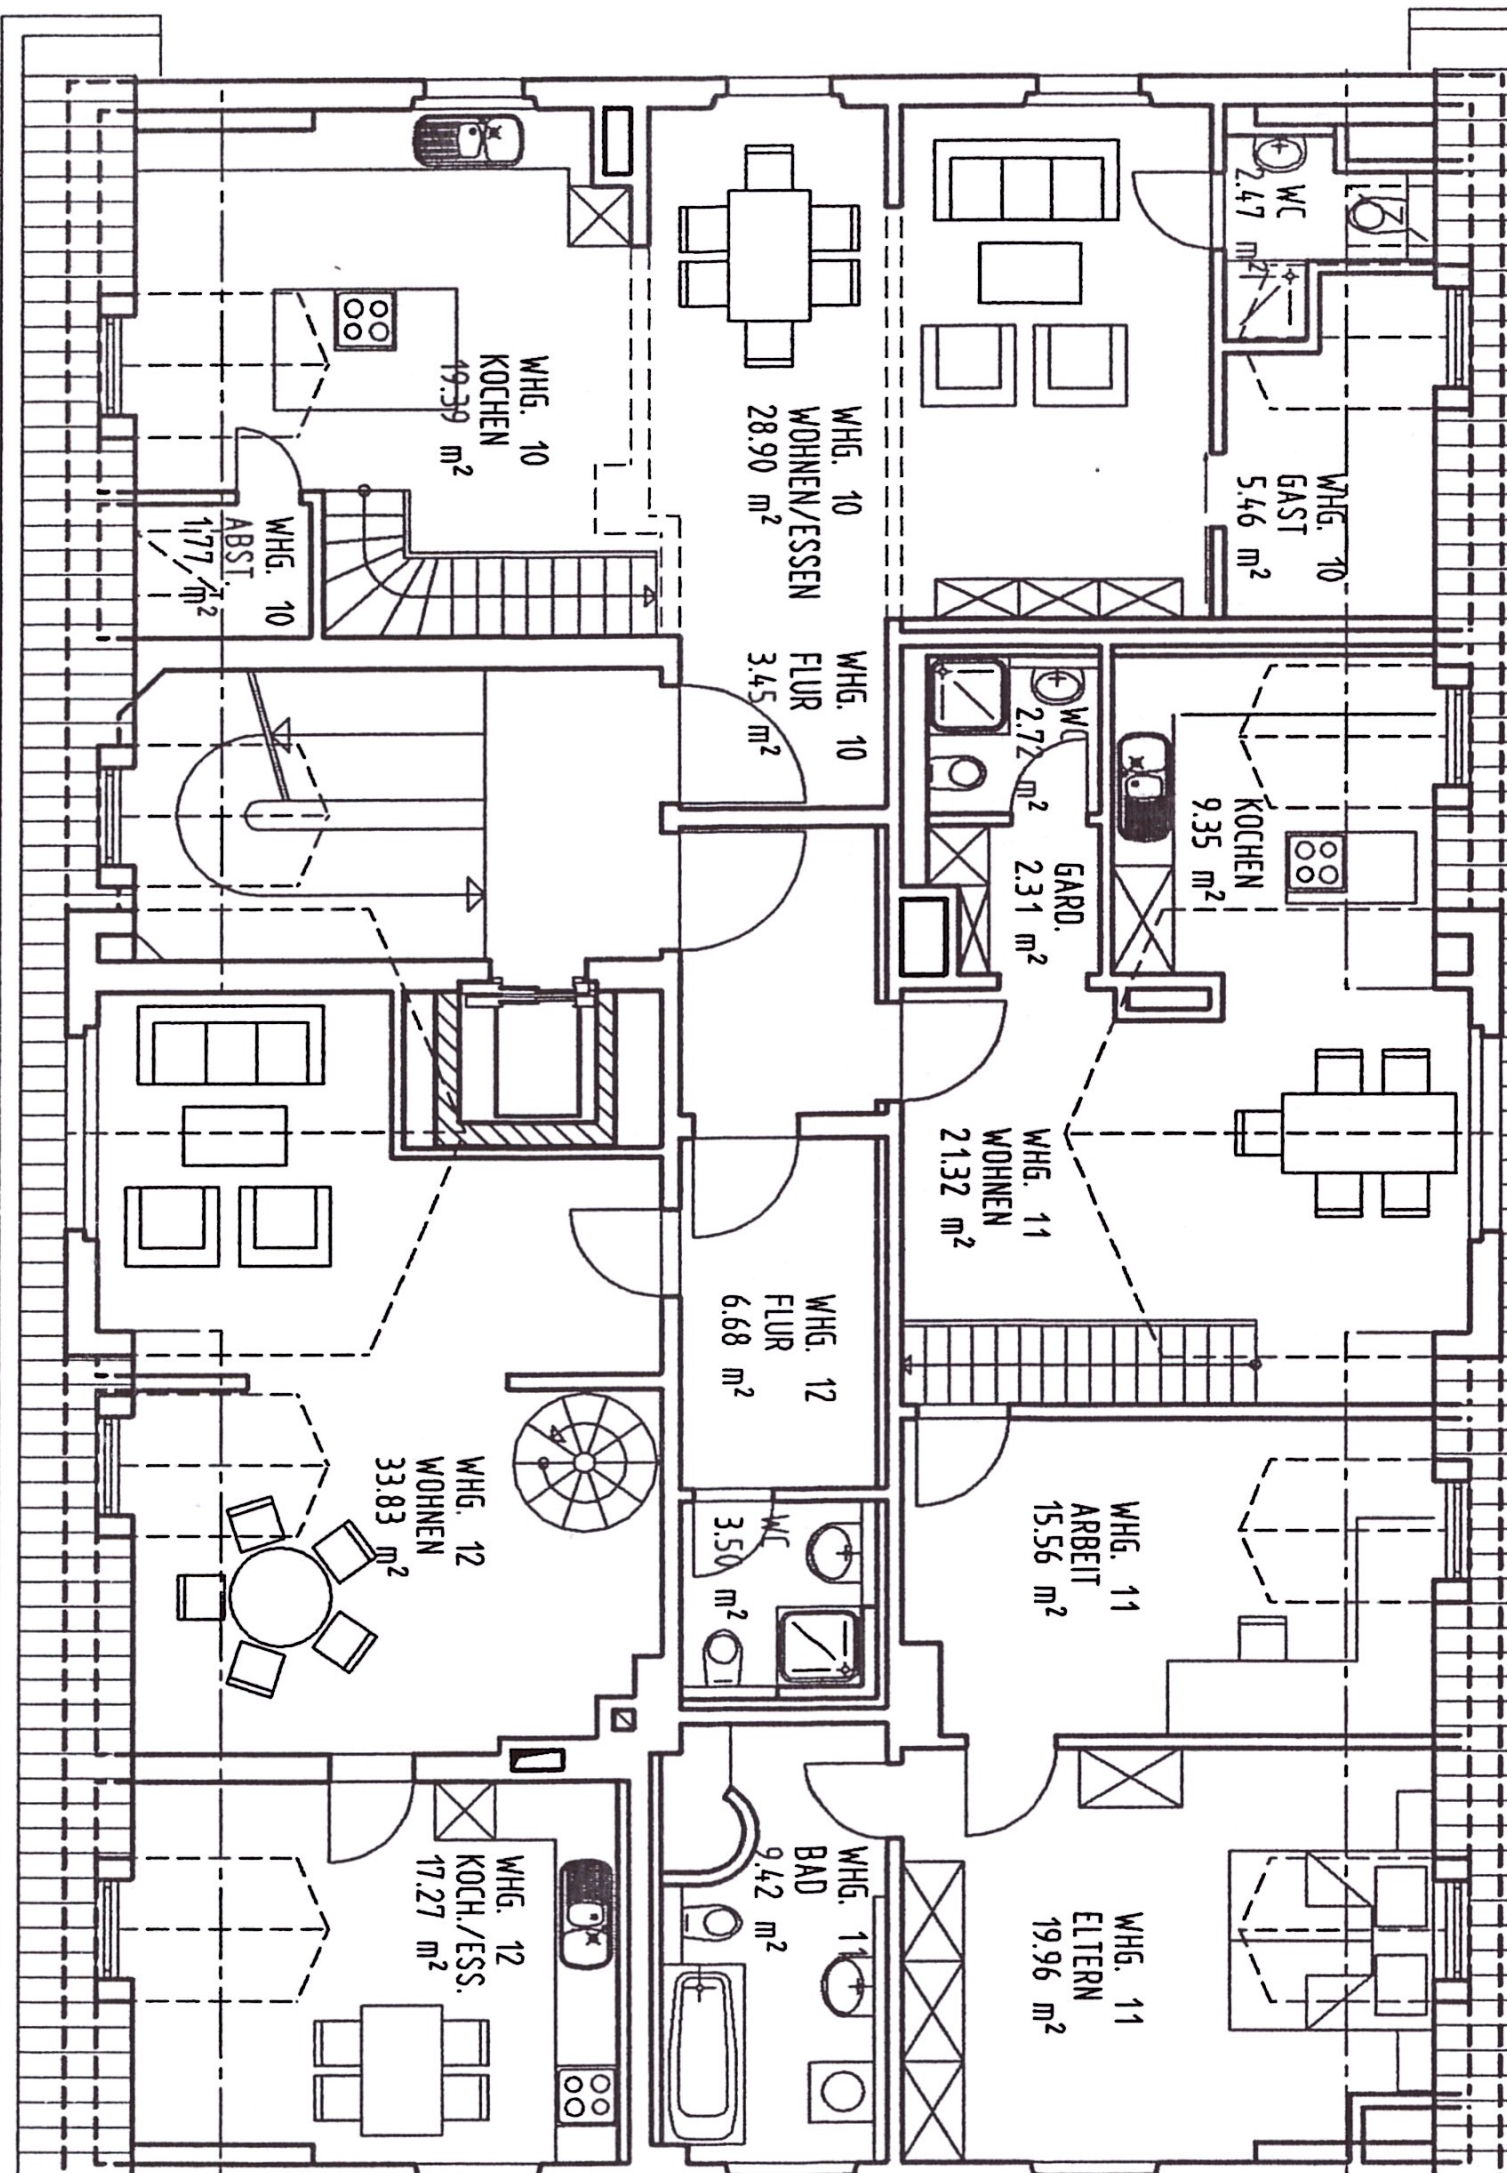 WC
2.47 m²
WHG. 10
GAST
5.46 m²
WHG. 10
WOHNEN/ESSEN
28.90 m²
WHG. 10
KOCHEN
19.39 m²
WHG. 10
ABST.
1.77 m²
WHG. 10
FLUR
3.45 m²
KOCHEN
9.35 m²
WC
2.72 m²
GARD.
2.31 m²
WHG. 11
WOHNEN
21.32 m²
WHG. 12
FLUR
6.68 m²
WHG. 11
ARBEIT
15.56 m²
WC
3.50 m²
WHG. 12
WOHNEN
33.83 m²
WHG. 11
ELTERN
19.96 m²
WHG. 11
BAD
9.42 m²
WHG. 12
KOCH./ESS.
17.27 m²